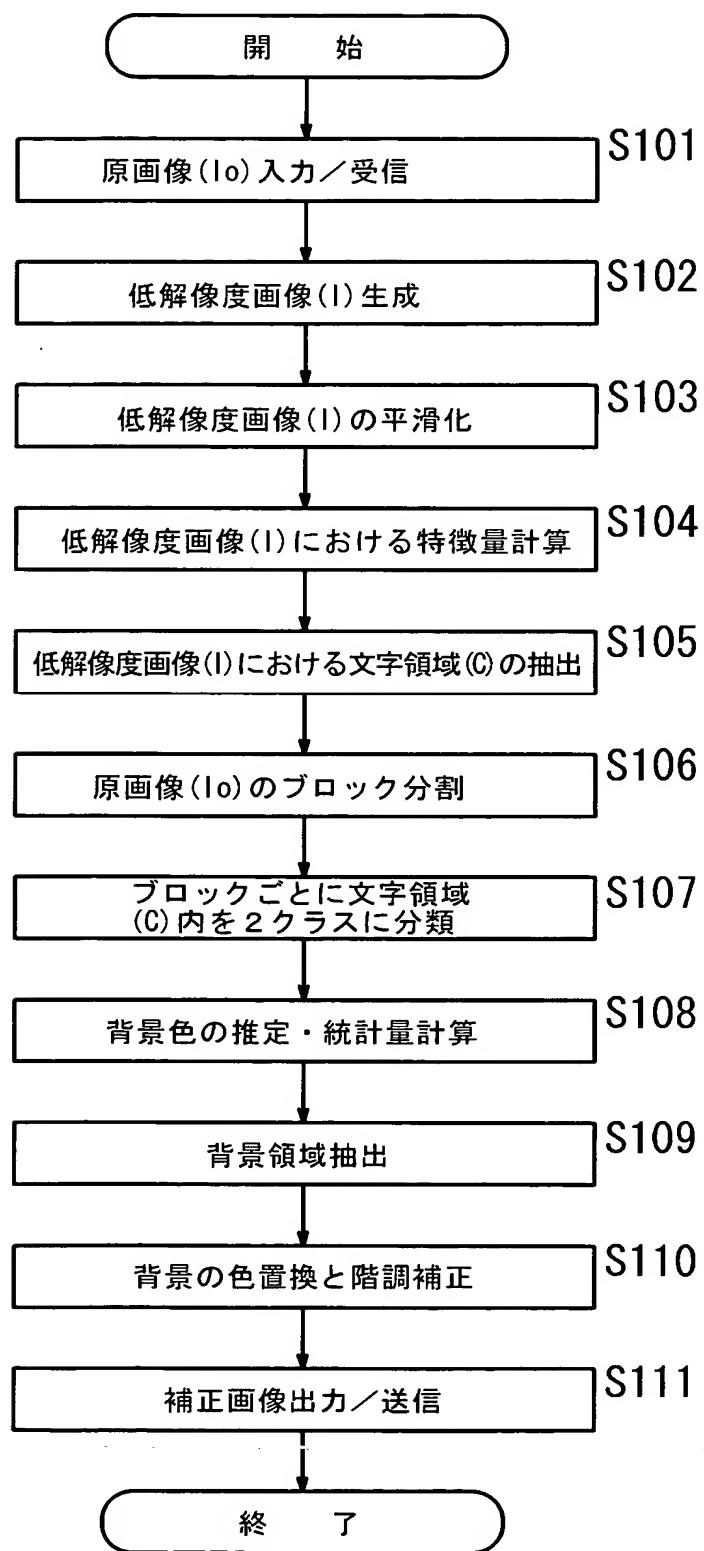 開 始
S101
原画像(Io)入力／受信
S102
低解像度画像(I)生成
S103
低解像度画像(I)の平滑化
S104
低解像度画像(I)における特徴量計算
S105
低解像度画像(I)における文字領域(C)の抽出
S106
原画像(Io)のブロック分割
S107
ブロックごとに文字領域
(C)内を2クラスに分類
S108
背景色の推定・統計量計算
S109
背景領域抽出
S110
背景の色置換と階調補正
S111
補正画像出力／送信
終 了